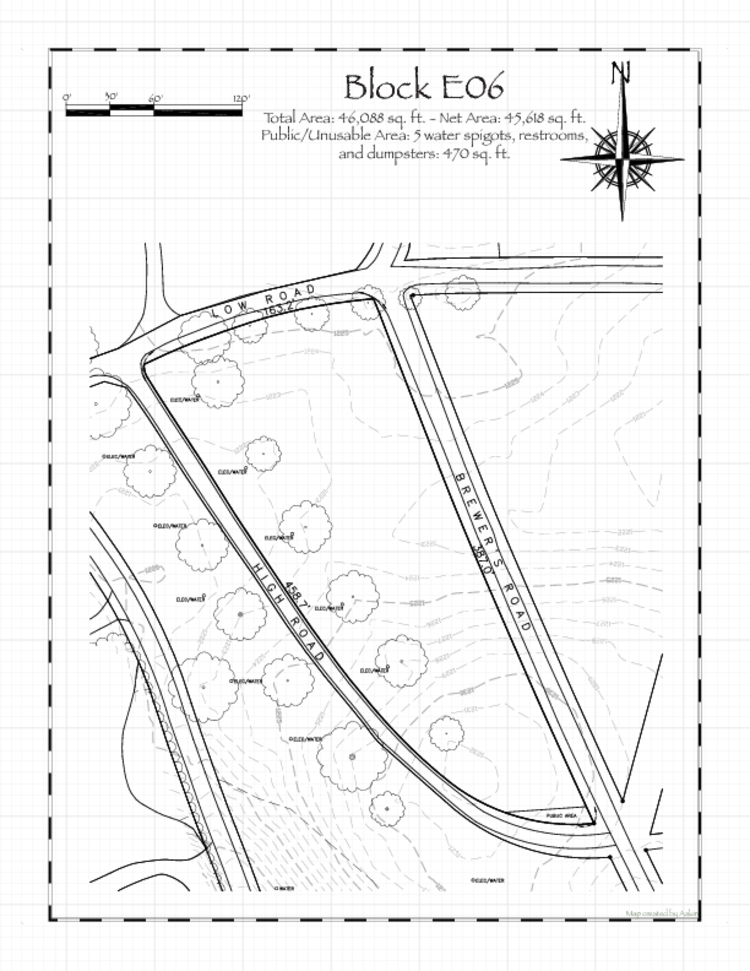 N
Block E06
0' 30' 60' 120'
Total Area: 46,088 sq. ft. - Net Area: 45,618 sq. ft.
Public/Unusable Area: 5 water spigots, restrooms,
and dumpsters: 470 sq. ft.
LOW ROAD
163.2'
ELEC/WATER
ELEC/WATER
ELEC/WATER
BREWER'S ROAD
387.0'
ELEC/WATER
ELEC/WATER
HIGH ROAD
458.7'
ELEC/WATER
ELEC/WATER
ELEC/WATER
ELEC/WATER
ELEC/WATER
ELEC/WATER
PUBLIC AREA
ELEC/WATER
WATER
Map created by